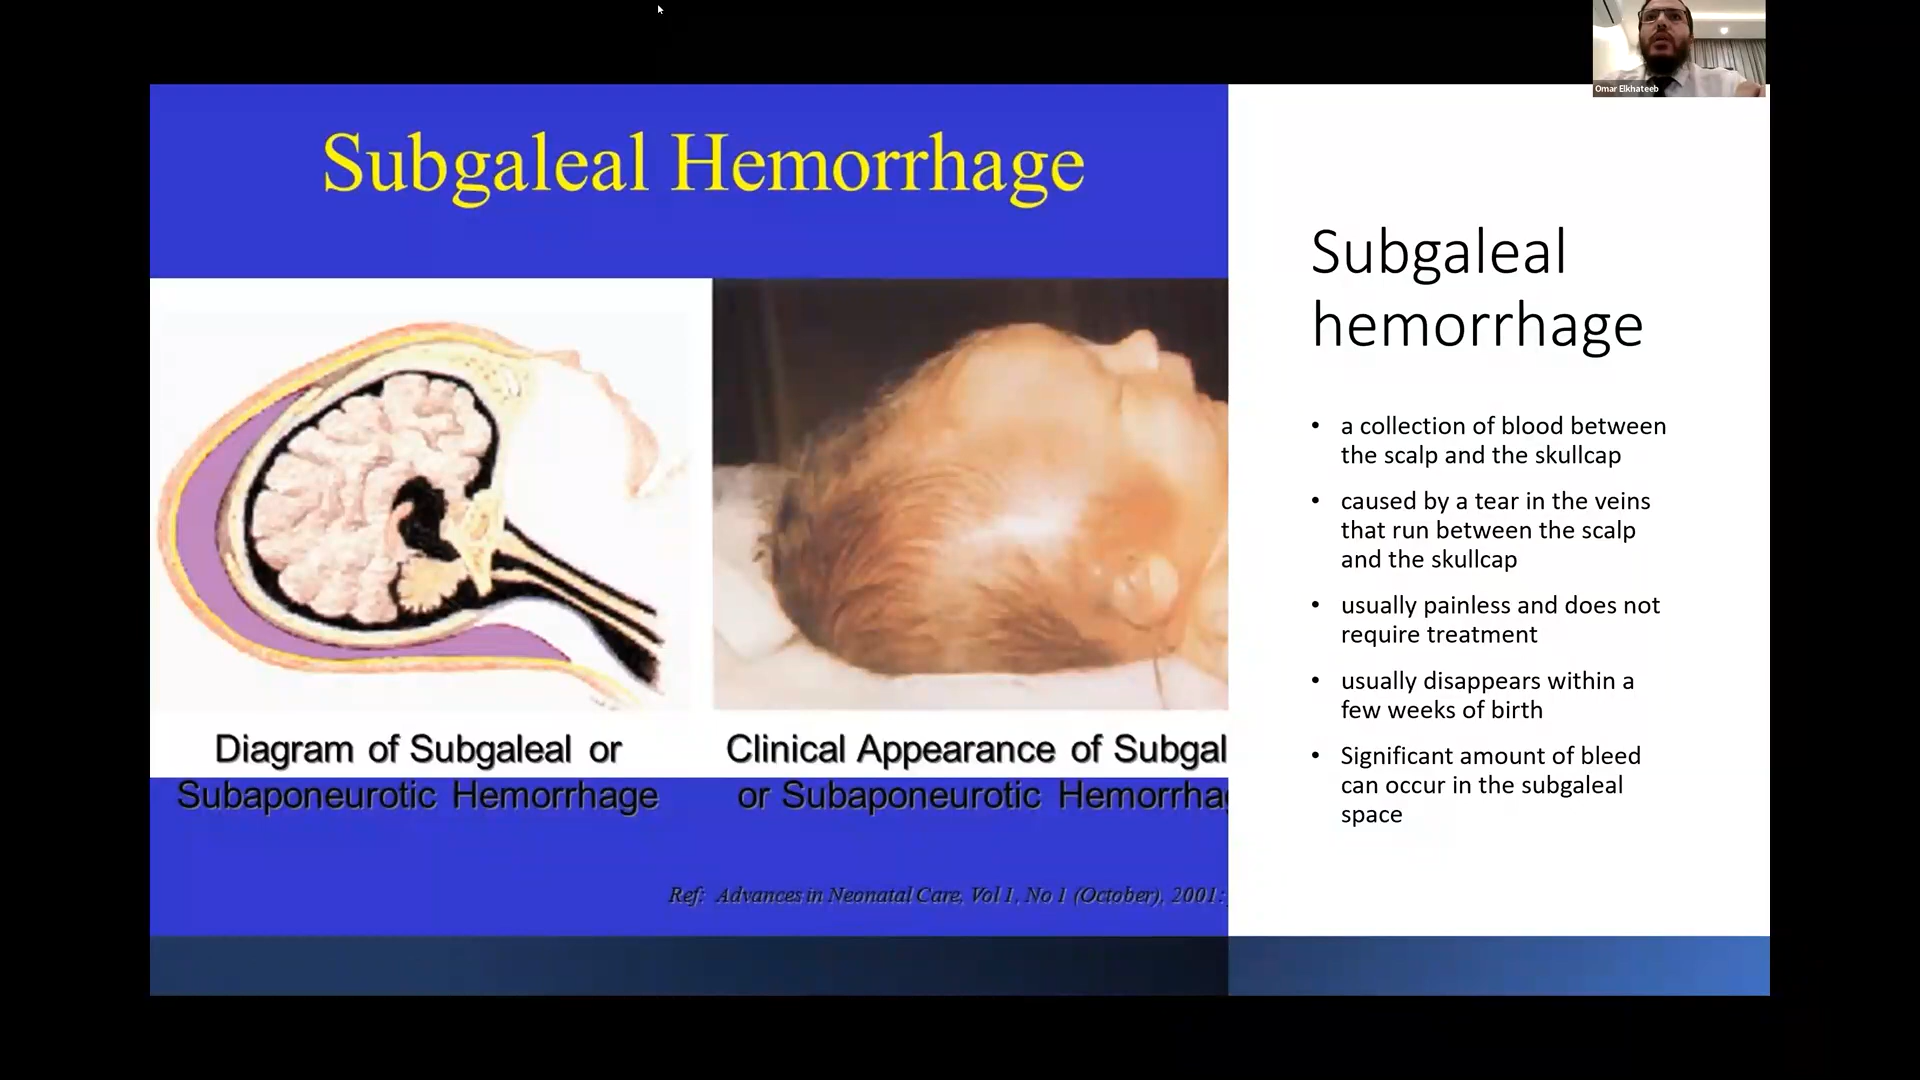 Omar Elkhateeb
Subgaleal Hemorrhage
Diagram of Subgaleal or
Subaponeurotic Hemorrhage
Clinical Appearance of Subgal
or Subaponeurotic Hemorrha
Ref: Advances in Neonatal Care, Vol 1, No 1 (October), 2001:
Subgaleal
hemorrhage
• a collection of blood between
the scalp and the skullcap
• caused by a tear in the veins
that run between the scalp
and the skullcap
• usually painless and does not
require treatment
• usually disappears within a
few weeks of birth
• Significant amount of bleed
can occur in the subgaleal
space